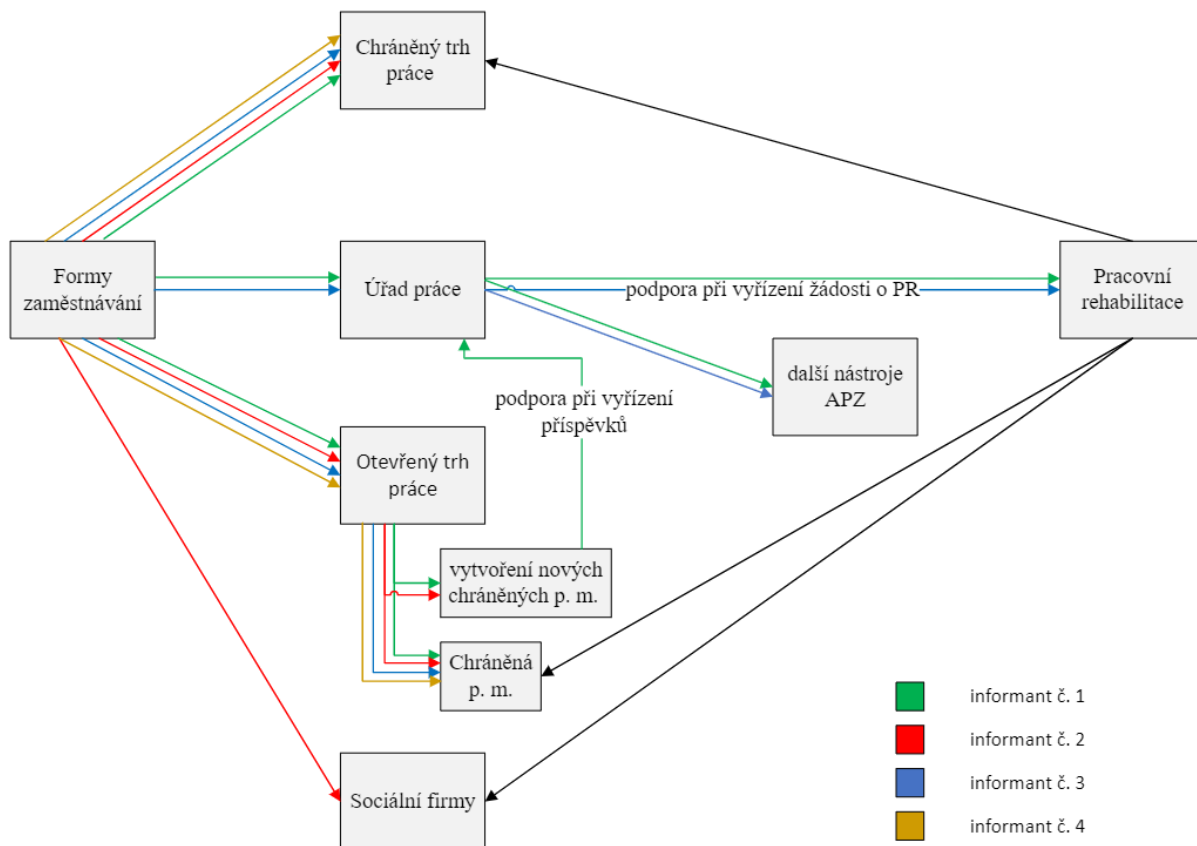 Chráněný trh
práce
Formy
zaměstnávání
Úřad práce
podpora při vyřízení žádosti o PR
Pracovní
rehabilitace
další nástroje
APZ
podpora při vyřízení
příspěvků
Otevřený trh
práce
vytvoření nových
chráněných p. m.
Chráněná
p. m.
Sociální firmy
informant č. 1
informant č. 2
informant č. 3
informant č. 4